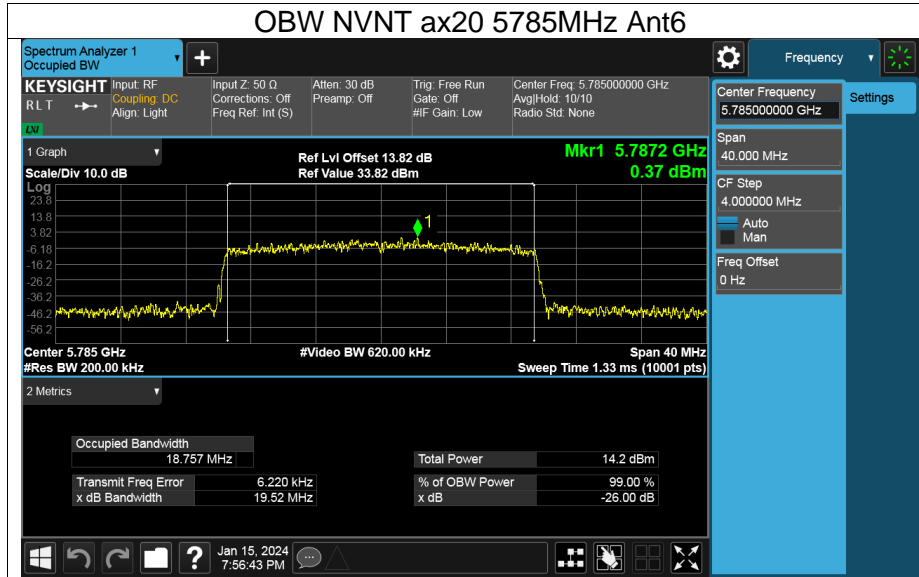 OBW NVNT ax20 5785MHz Ant6
Spectrum Analyzer 1
Occupied BW
+
Frequency
KEYSIGHT
R L T
LXI
Input: RF
Coupling: DC
Align: Light
Input Z: 50 Ω
Corrections: Off
Freq Ref: Int (S)
Atten: 30 dB
Preamp: Off
Trig: Free Run
Gate: Off
#IF Gain: Low
Center Freq: 5.785000000 GHz
Avg|Hold: 10/10
Radio Std: None
Center Frequency
5.785000000 GHz
Settings
Span
40.000 MHz
CF Step
4.000000 MHz
Auto
Man
Freq Offset
0 Hz
1 Graph
Scale/Div 10.0 dB
Ref Lvl Offset 13.82 dB
Ref Value 33.82 dBm
Mkr1 5.7872 GHz
0.37 dBm
Log
23.8
13.8
3.82
-6.18
-16.2
-26.2
-36.2
-46.2
-56.2
1
Center 5.785 GHz
#Res BW 200.00 kHz
#Video BW 620.00 kHz
Span 40 MHz
Sweep Time 1.33 ms (10001 pts)
2 Metrics
Occupied Bandwidth
18.757 MHz
Transmit Freq Error 6.220 kHz
x dB Bandwidth 19.52 MHz
Total Power 14.2 dBm
% of OBW Power 99.00 %
x dB -26.00 dB
?
Jan 15, 2024
7:56:43 PM